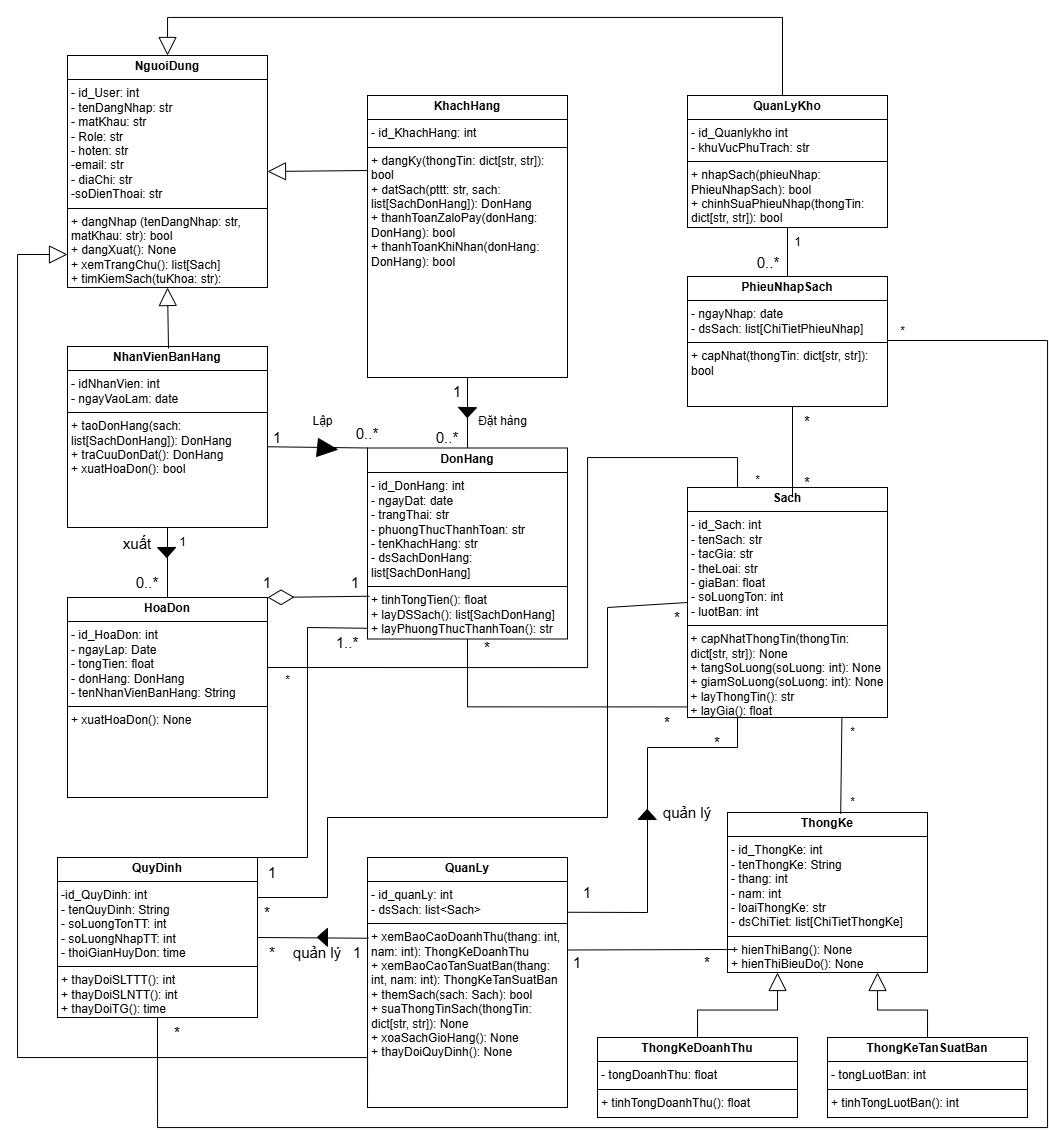 NguoiDung
- id_User: int
- tenDangNhap: str
- matKhau: str
- Role: str
- hoten: str
-email: str
- diaChi: str
-soDienThoai: str
+ dangNhap (tenDangNhap: str,
matKhau: str): bool
+ dangXuat(): None
+ xemTrangChu(): list[Sach]
+ timKiemSach(tuKhoa: str):
KhachHang
- id_KhachHang: int
+ dangKy(thongTin: dict[str, str]):
bool
+ datSach(pttt: str, sach:
list[SachDonHang]): DonHang
+ thanhToanZaloPay(donHang:
DonHang): bool
+ thanhToanKhiNhan(donHang:
DonHang): bool
QuanLyKho
- id_Quanlykho int
- khuVucPhuTrach: str
+ nhapSach(phieuNhap:
PhieuNhapSach): bool
+ chinhSuaPhieuNhap(thongTin:
dict[str, str]): bool
1
0..*
PhieuNhapSach
- ngayNhap: date
- dsSach: list[ChiTietPhieuNhap]
+ capNhat(thongTin: dict[str, str]):
bool
*
*
*
NhanVienBanHang
- idNhanVien: int
- ngayVaoLam: date
+ taoDonHang(sach:
list[SachDonHang]): DonHang
+ traCuuDonDat(): DonHang
+ xuatHoaDon(): bool
1
Lập
0..*
1
Đặt hàng
0..*
DonHang
- id_DonHang: int
- ngayDat: date
- trangThai: str
- phuongThucThanhToan: str
- tenKhachHang: str
- dsSachDonHang:
list[SachDonHang]
+ tinhTongTien(): float
+ layDSSach(): list[SachDonHang]
+ layPhuongThucThanhToan(): str
*
Sach
- id_Sach: int
- tenSach: str
- tacGia: str
- theLoai: str
- giaBan: float
- soLuongTon: int
- luotBan: int
+ capNhatThongTin(thongTin:
dict[str, str]): None
+ tangSoLuong(soLuong: int): None
+ giamSoLuong(soLuong: int): None
+ layThongTin(): str
+ layGia(): float
xuất
1
0..*
1
1
HoaDon
- id_HoaDon: int
- ngayLap: Date
- tongTien: float
- donHang: DonHang
- tenNhanVienBanHang: String
+ xuatHoaDon(): None
*
1..*
*
*
*
*
*
*
quản lý
ThongKe
- id_ThongKe: int
- tenThongKe: String
- thang: int
- nam: int
- loaiThongKe: str
- dsChiTiet: list[ChiTietThongKe]
+ hienThiBang(): None
+ hienThiBieuDo(): None
QuyDinh
-id_QuyDinh: int
- tenQuyDinh: String
- soLuongTonTT: int
- soLuongNhapTT: int
- thoiGianHuyDon: time
+ thayDoiSLTTT(): int
+ thayDoiSLNTT(): int
+ thayDoiTG(): time
1
*
*
quản lý
1
*
QuanLy
- id_quanLy: int
- dsSach: list<Sach>
+ xemBaoCaoDoanhThu(thang: int,
nam: int): ThongKeDoanhThu
+ xemBaoCaoTanSuatBan(thang:
int, nam: int): ThongKeTanSuatBan
+ themSach(sach: Sach): bool
+ suaThongTinSach(thongTin:
dict[str, str]): None
+ xoaSachGioHang(): None
+ thayDoiQuyDinh(): None
1
1
*
ThongKeDoanhThu
- tongDoanhThu: float
+ tinhTongDoanhThu(): float
ThongKeTanSuatBan
- tongLuotBan: int
+ tinhTongLuotBan(): int